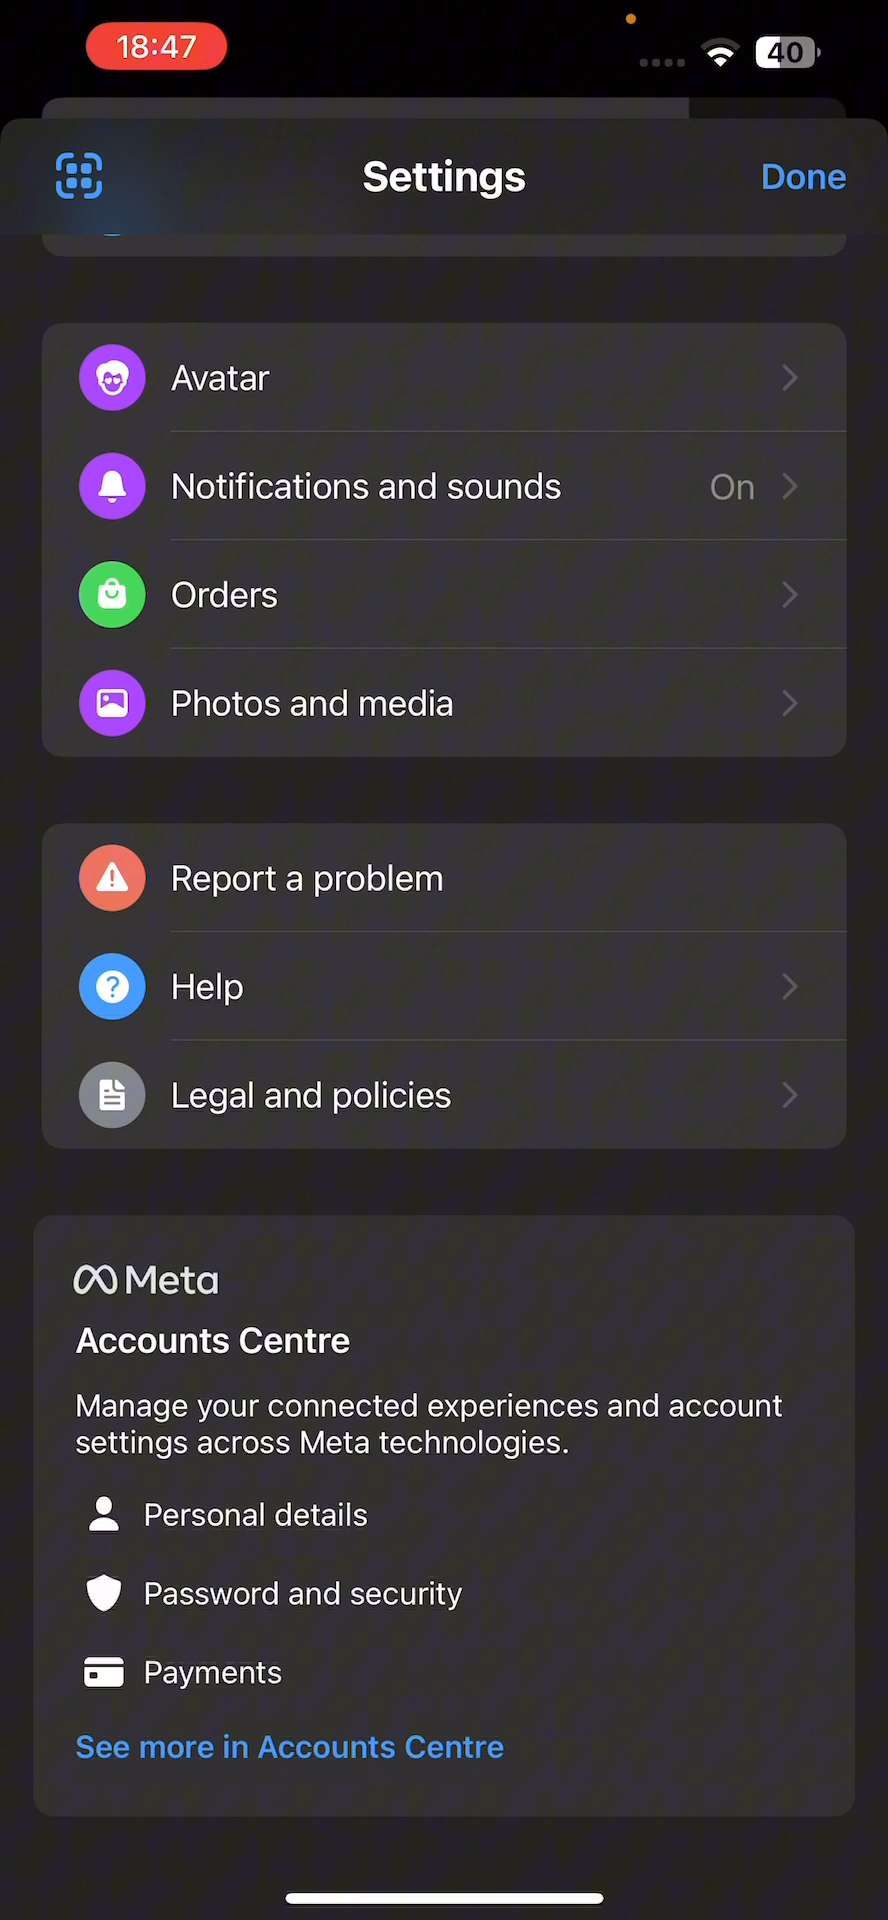 18:47
40
Settings
Done
Avatar
Notifications and sounds
On
Orders
Photos and media
Report a problem
Help
Legal and policies
Meta
Accounts Centre
Manage your connected experiences and account
settings across Meta technologies.
Personal details
Password and security
Payments
See more in Accounts Centre